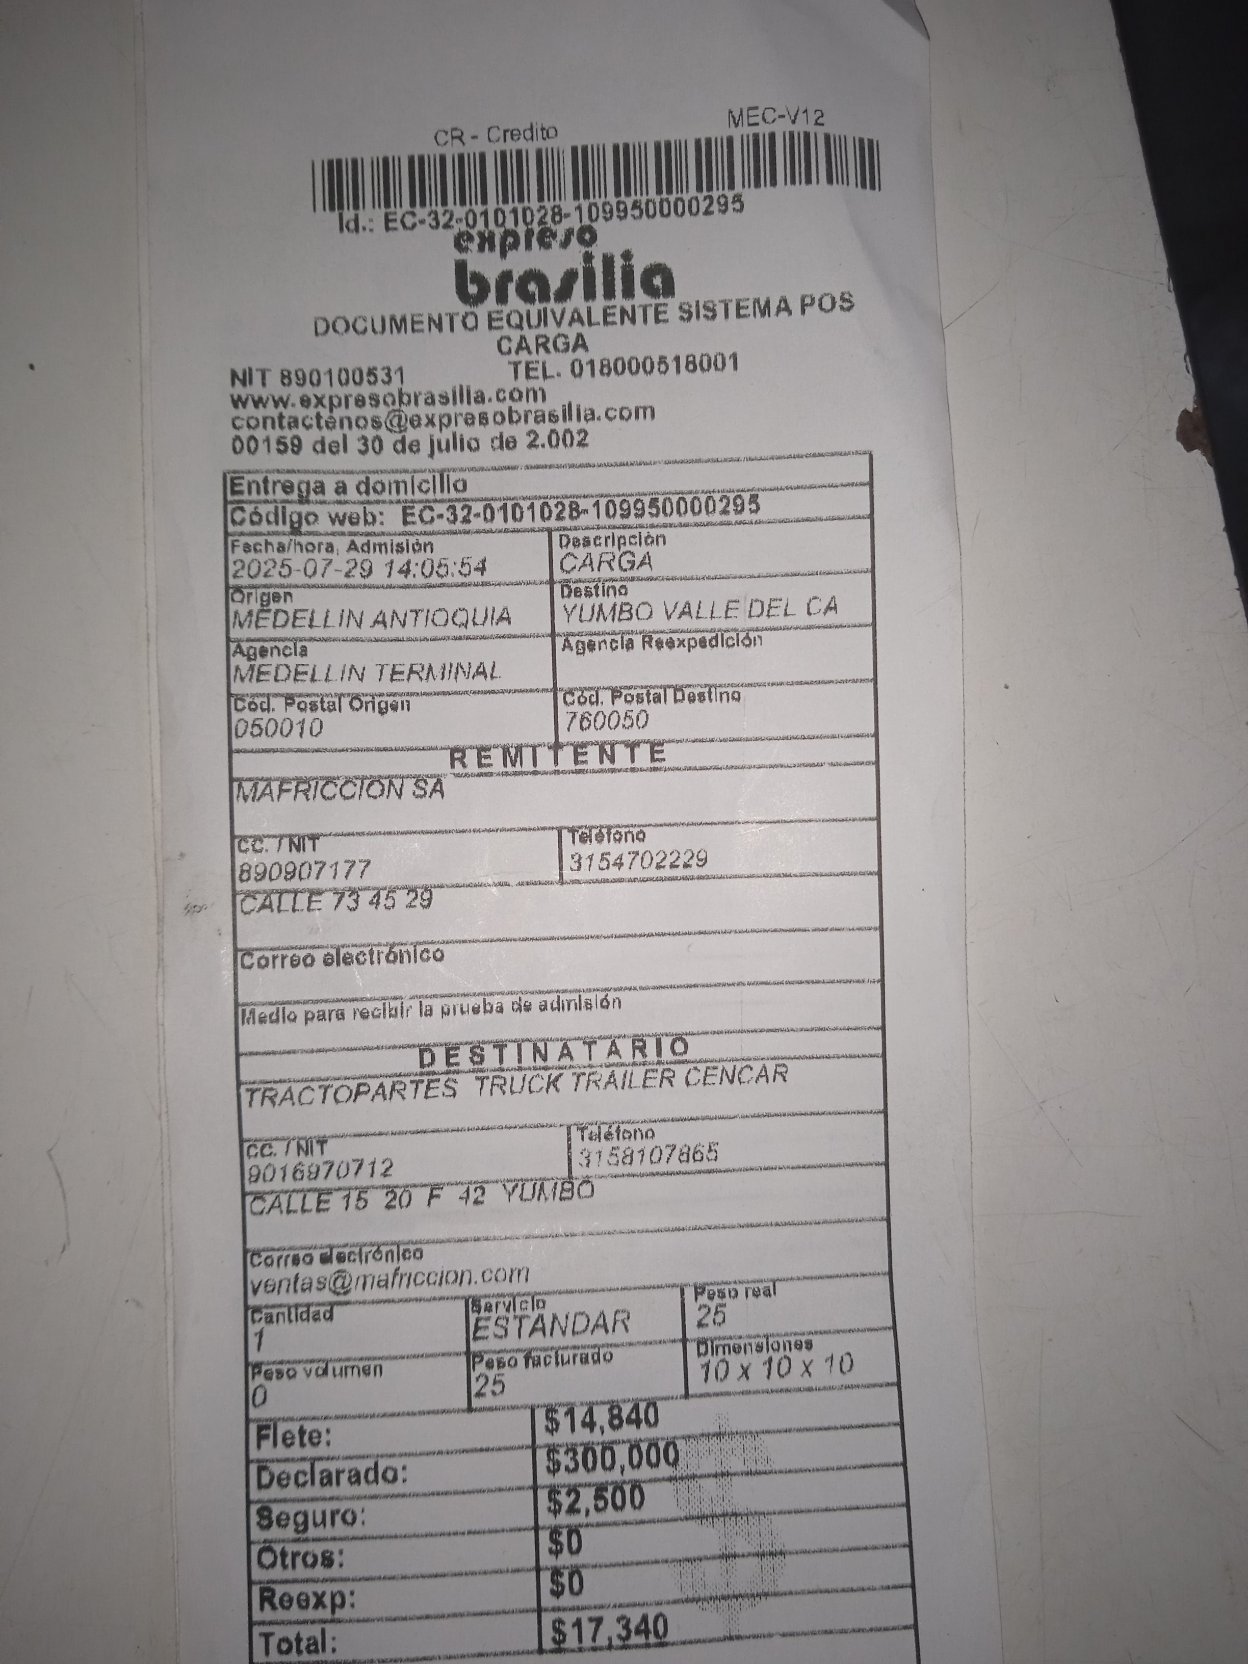 CR - Credito MEC-V12
Id.: EC-32-0101028-109950000295
expreso
brasilia
DOCUMENTO EQUIVALENTE SISTEMA POS
CARGA
NIT 890100531 TEL. 018000518001
www.expresobrasilia.com
contactenos@expresobrasilia.com
00159 del 30 de julio de 2.002
Entrega a domicilio
Código web: EC-32-0101028-109950000295
Fecha/hora, Admisión Descripción
2025-07-29 14:05:54 CARGA
Origen Destino
MEDELLIN ANTIOQUIA YUMBO VALLE DEL CA
Agencia Agencia Reexpedición
MEDELLIN TERMINAL
Cód. Postal Origen Cód. Postal Destino
050010 760050
REMITENTE
MAFRICCION SA
CC. / NIT Teléfono
890907177 3154702229
CALLE 73 45 29
Correo electrónico
Medio para recibir la prueba de admisión
DESTINATARIO
TRACTOPARTES TRUCK TRAILER CENCAR
CC. / NIT Teléfono
9016970712 3158107865
CALLE 15 20 F 42 YUMBO
Correo electrónico
ventas@mafriccion.com
Cantidad Servicio Peso real
1 ESTANDAR 25
Peso volumen Peso facturado Dimensiones
0 25 10 x 10 x 10
Flete: $14,840
Declarado: $300,000
Seguro: $2,500
Otros: $0
Reexp: $0
Total: $17,340